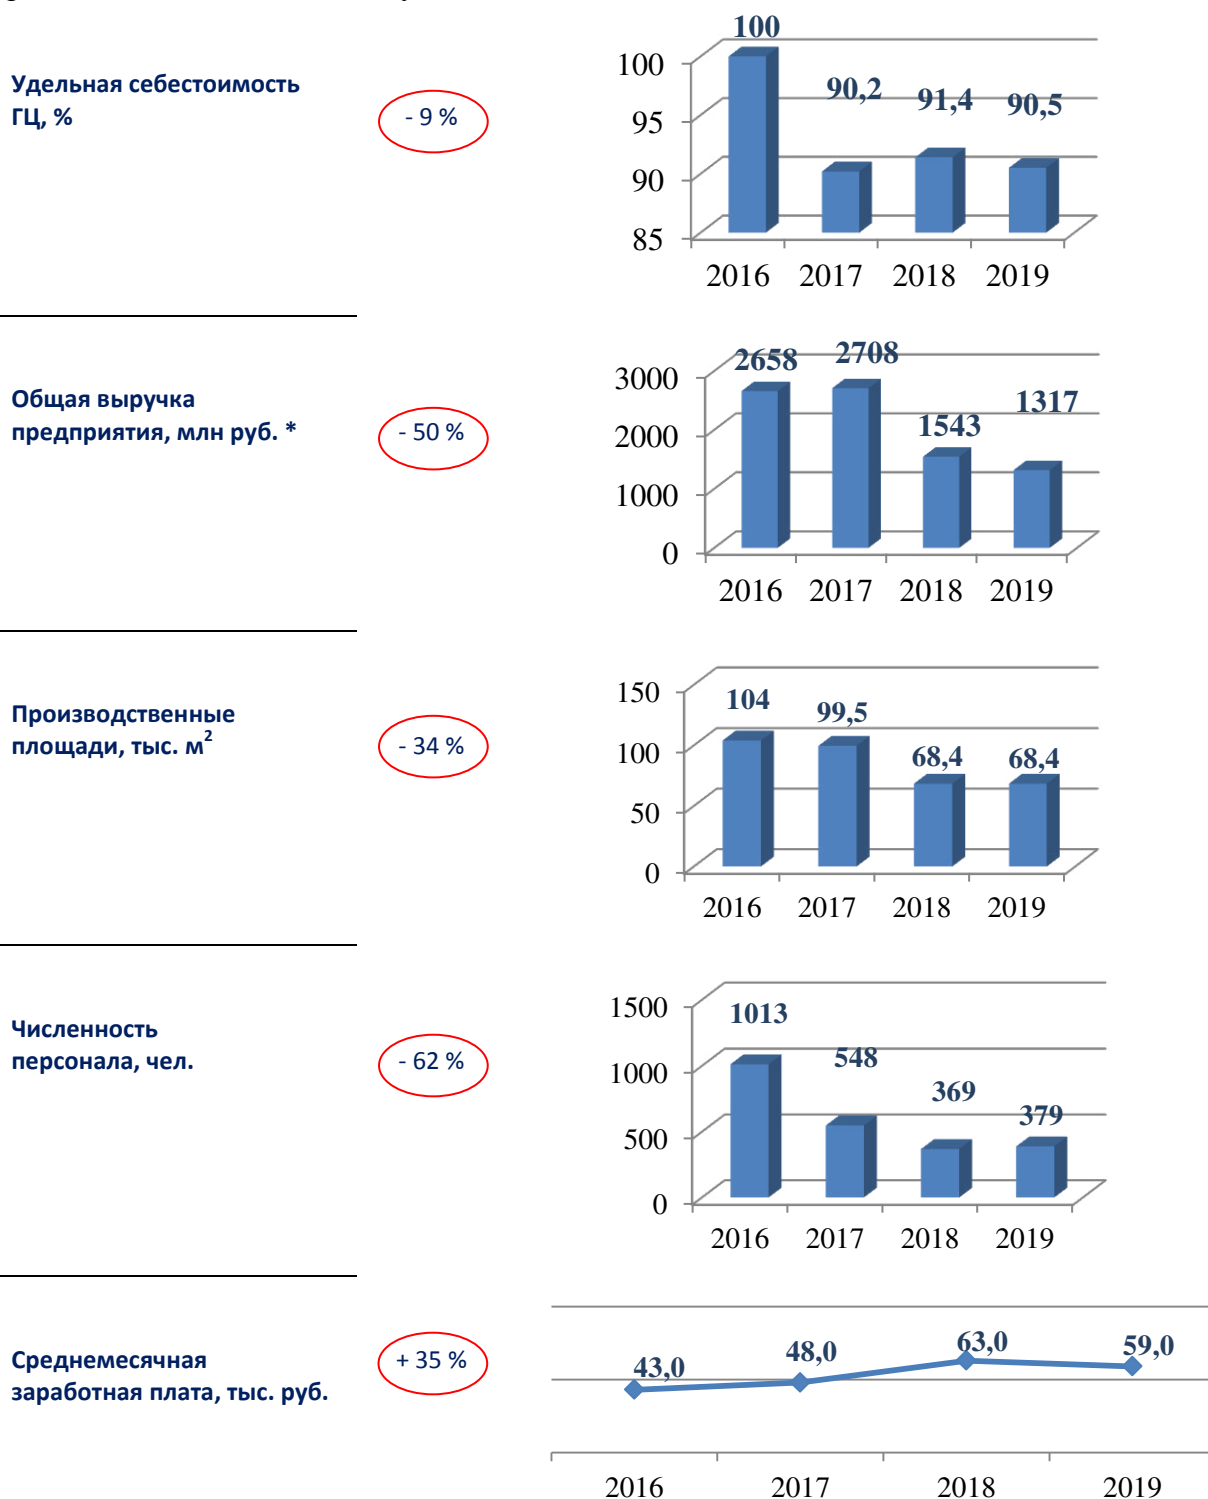 Удельная себестоимость
ГЦ, %
- 9 %
100
90,2
91,4
90,5
100
95
90
85
2016 2017 2018 2019
Общая выручка
предприятия, млн руб. *
- 50 %
2658
2708
1543
1317
3000
2000
1000
0
2016 2017 2018 2019
Производственные
площади, тыс. м²
- 34 %
104
99,5
68,4
68,4
150
100
50
0
2016 2017 2018 2019
Численность
персонала, чел.
- 62 %
1013
548
369
379
1500
1000
500
0
2016 2017 2018 2019
Среднемесячная
заработная плата, тыс. руб.
+ 35 %
43,0
48,0
63,0
59,0
2016 2017 2018 2019